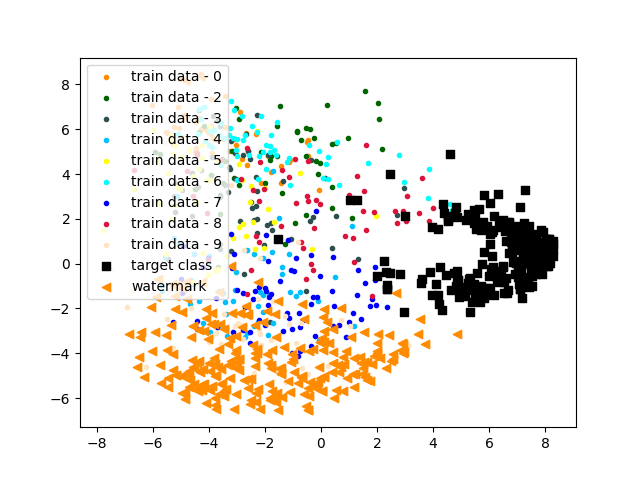 8
6
4
2
0
−2
−4
−6
train data - 0
train data - 2
train data - 3
train data - 4
train data - 5
train data - 6
train data - 7
train data - 8
train data - 9
target class
watermark
−8 −6 −4 −2 0 2 4 6 8